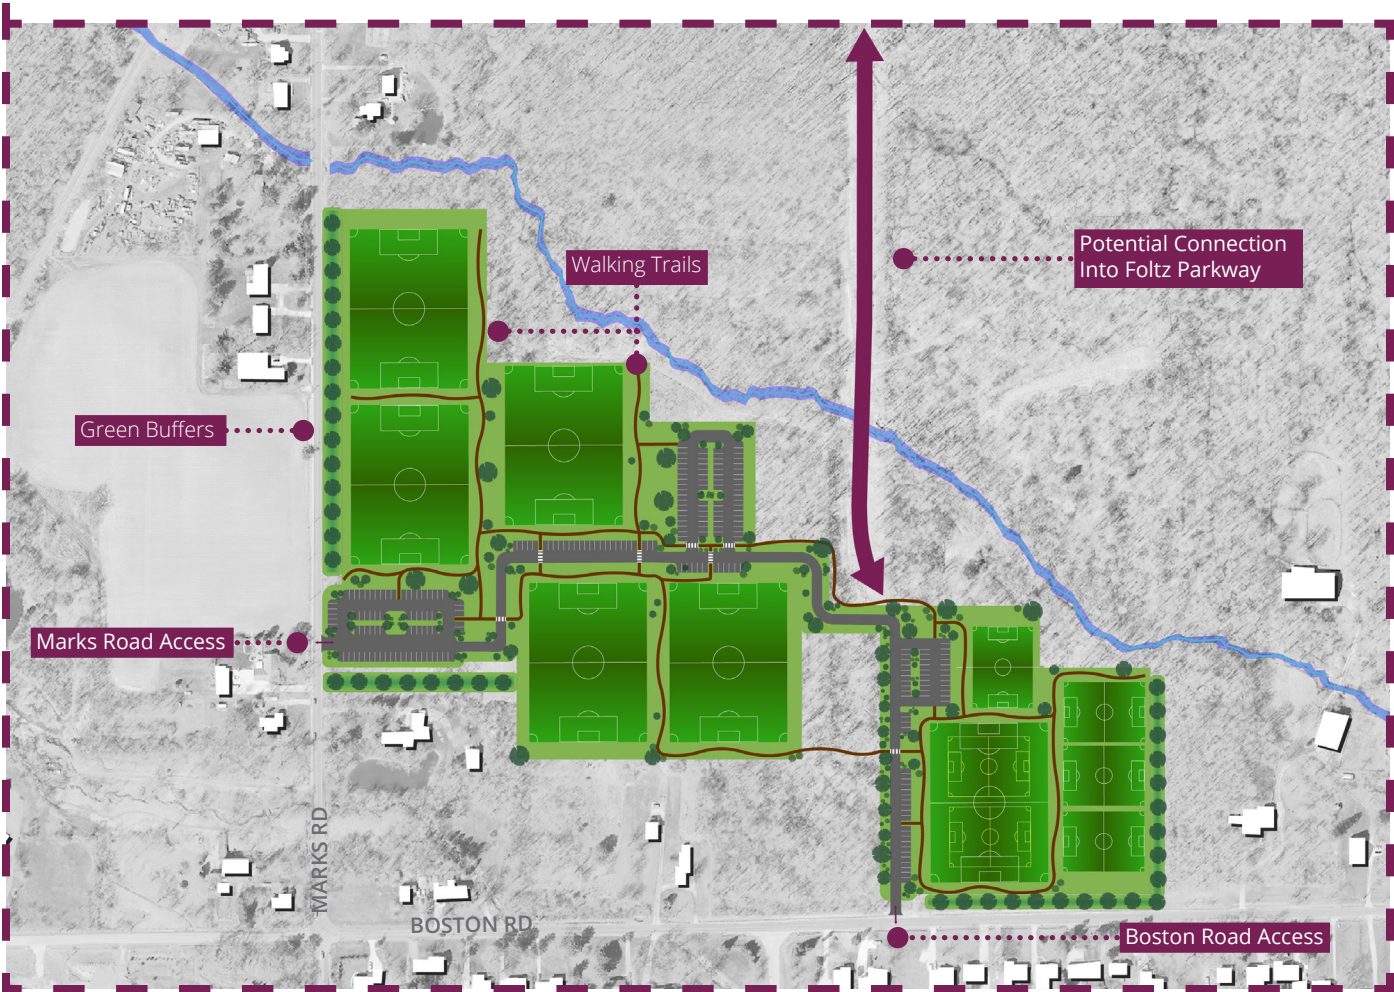 Walking Trails
Potential Connection
Into Foltz Parkway
Green Buffers
Marks Road Access
MARKS RD
BOSTON RD
Boston Road Access